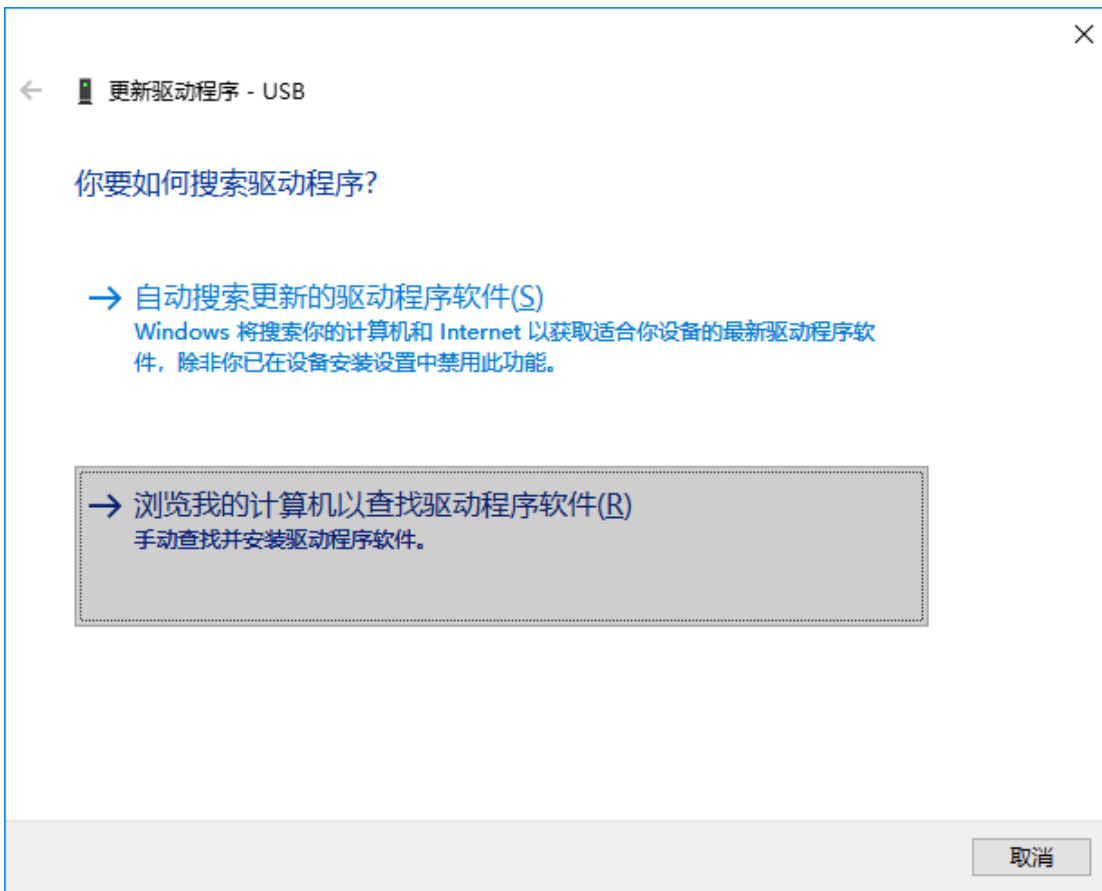 更新驱动程序 - USB
你要如何搜索驱动程序?
自动搜索更新的驱动程序软件(S)
Windows 将搜索你的计算机和 Internet 以获取适合你设备的最新驱动程序软
件，除非你已在设备安装设置中禁用此功能。
浏览我的计算机以查找驱动程序软件(R)
手动查找并安装驱动程序软件。
取消